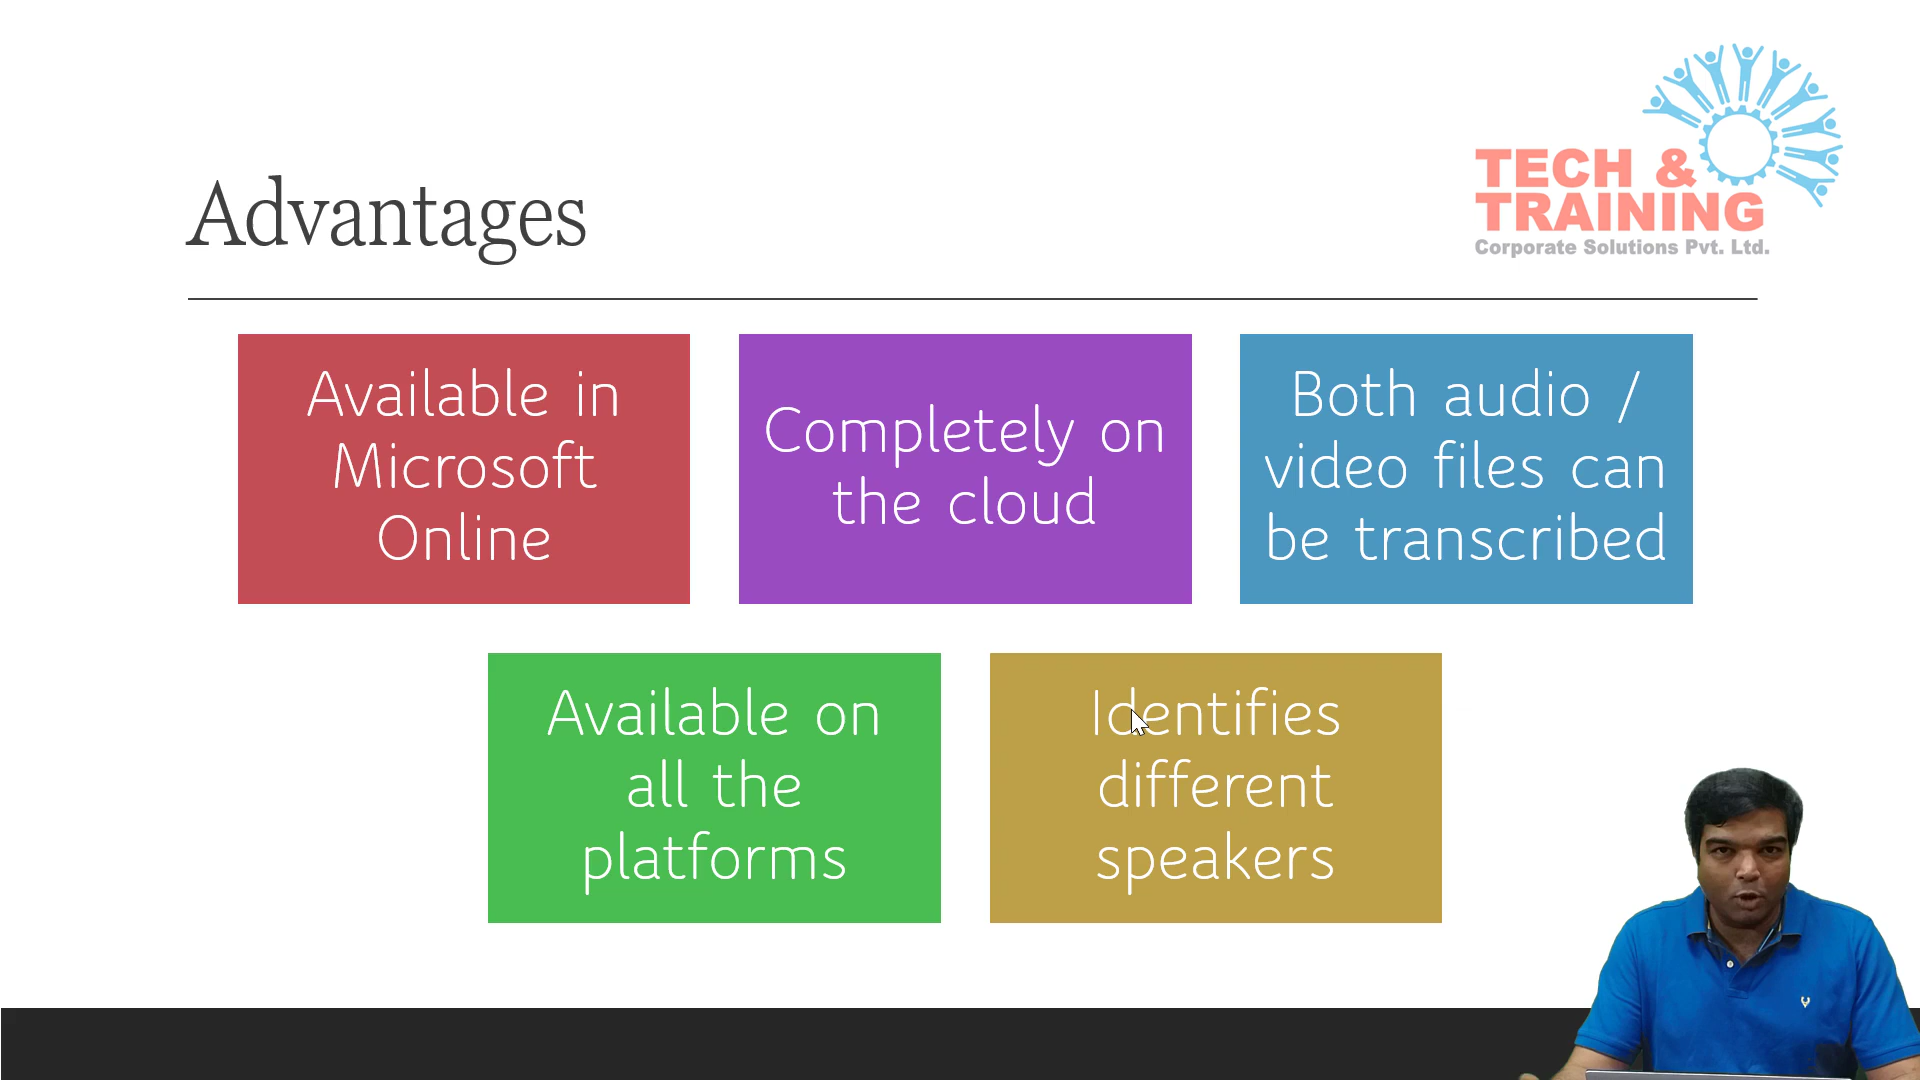 TECH &
TRAINING
Corporate Solutions Pvt. Ltd.
Advantages
Available in
Microsoft
Online
Completely on
the cloud
Both audio /
video files can
be transcribed
Available on
all the
platforms
Identifies
different
speakers